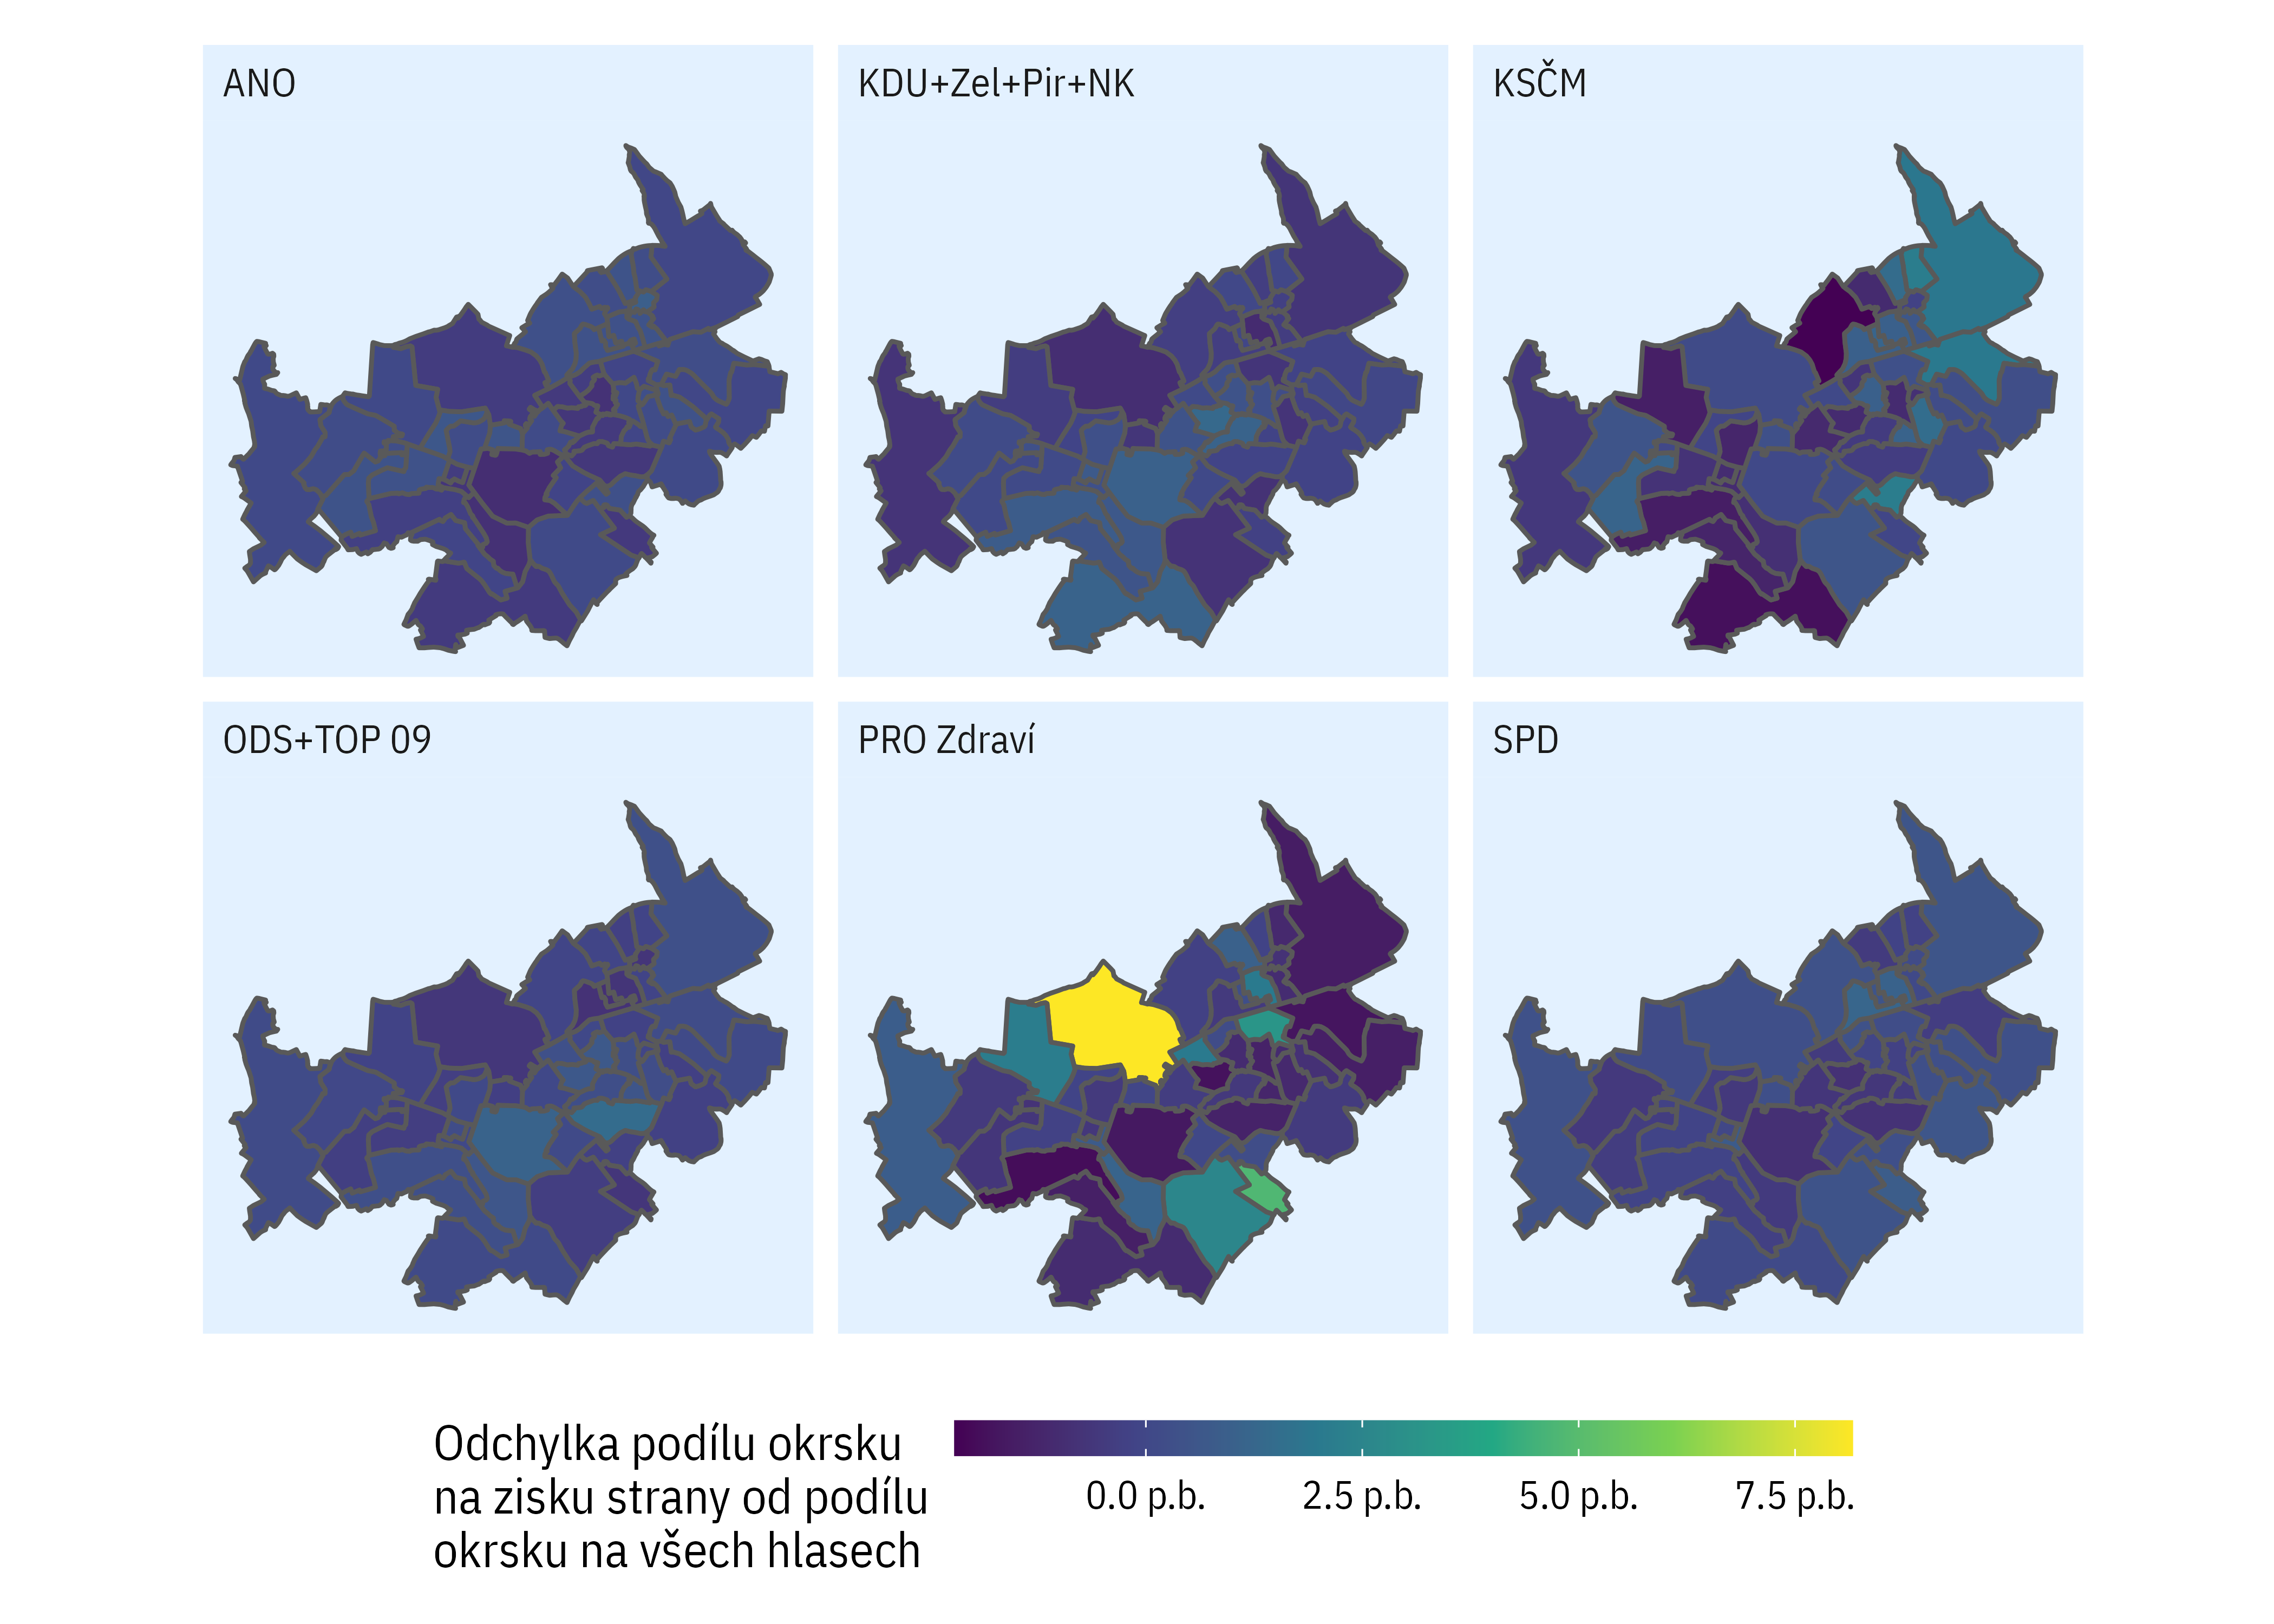 ANO
KDU+Zel+Pir+NK
KSČM
ODS+TOP 09
PRO Zdraví
SPD
Odchylka podílu okrsku
na zisku strany od podílu
okrsku na všech hlasech
0.0 p.b.
2.5 p.b.
5.0 p.b.
7.5 p.b.